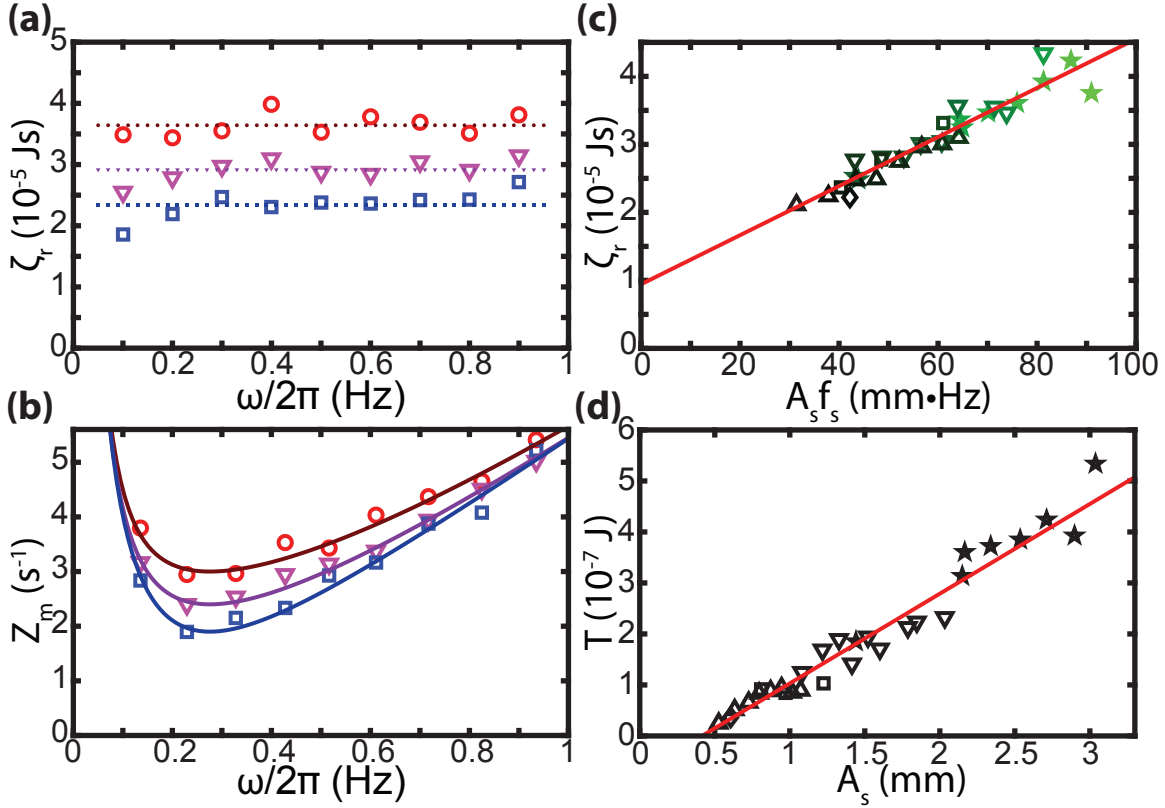 (a)
5
4
3
2
1
0
ζr (10-5 Js)
0 0.2 0.4 0.6 0.8 1
ω/2π (Hz)
(b)
5
4
3
2
1
0
Zm (s-1)
0 0.2 0.4 0.6 0.8 1
ω/2π (Hz)
(c)
4
3
2
1
0
ζr (10-5 Js)
0 20 40 60 80 100
Asfs (mm•Hz)
(d)
6
5
4
3
2
1
0
T (10-7 J)
0 0.5 1 1.5 2 2.5 3
As (mm)